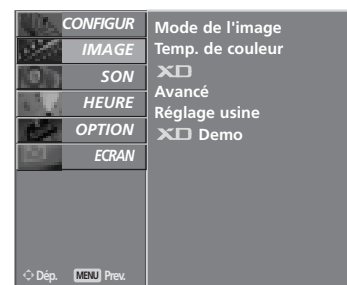 CONFIGUR
IMAGE
SON
HEURE
OPTION
ECRAN
Mode de l'image
Temp. de couleur
XD
Avancé
Réglage usine
XD Demo
Dép. MENU Prev.